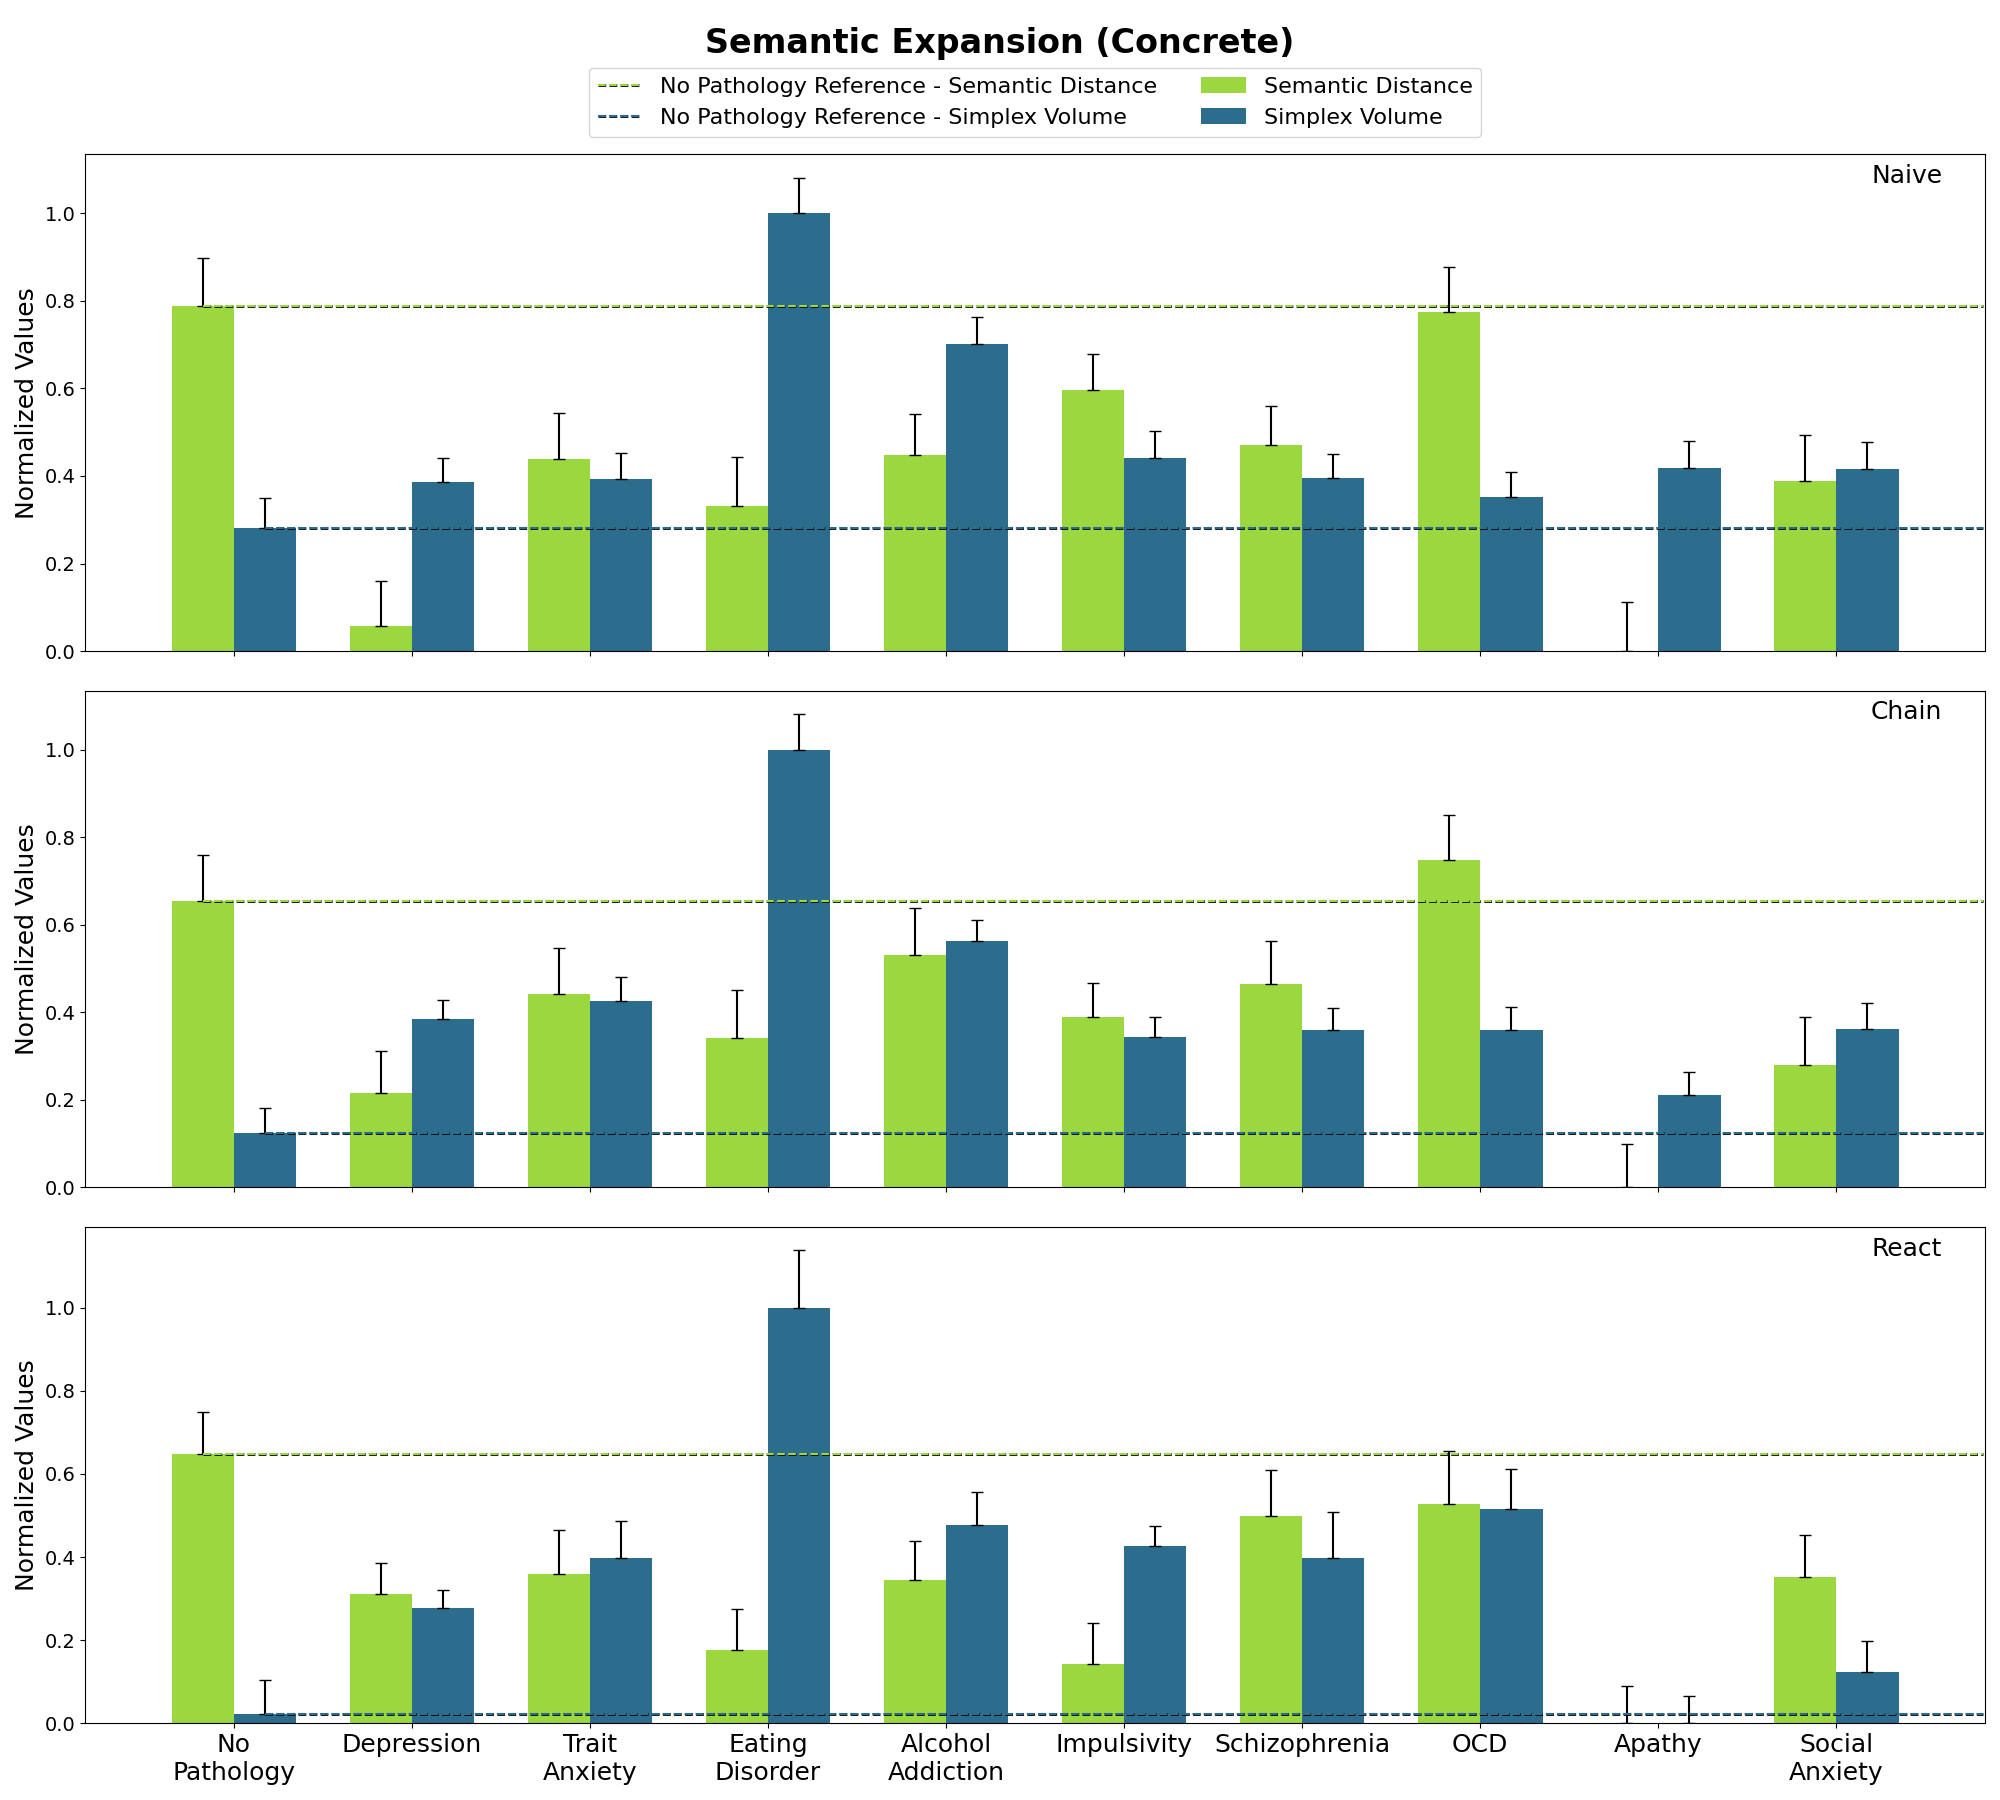 Semantic Expansion (Concrete)
No Pathology Reference - Semantic Distance
No Pathology Reference - Simplex Volume
Semantic Distance
Simplex Volume
Naive
Normalized Values
1.0
0.8
0.6
0.4
0.2
0.0
Chain
Normalized Values
1.0
0.8
0.6
0.4
0.2
0.0
React
Normalized Values
1.0
0.8
0.6
0.4
0.2
0.0
No
Pathology
Depression
Trait
Anxiety
Eating
Disorder
Alcohol
Addiction
Impulsivity
Schizophrenia
OCD
Apathy
Social
Anxiety